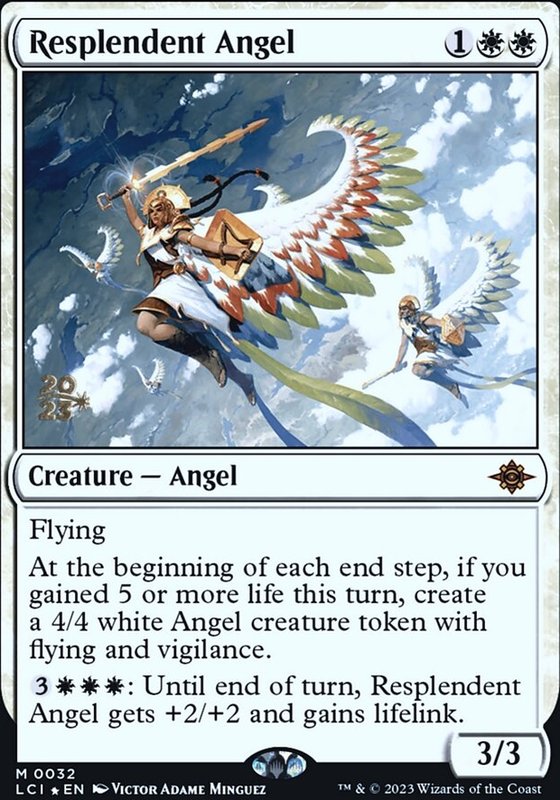 Resplendent Angel 1
20
23
Creature — Angel
Flying
At the beginning of each end step, if you
gained 5 or more life this turn, create
a 4/4 white Angel creature token with
flying and vigilance.
3: Until end of turn, Resplendent
Angel gets +2/+2 and gains lifelink.
3/3
M 0032
LCI ★ EN Victor Adame Minguez
™ & © 2023 Wizards of the Coast